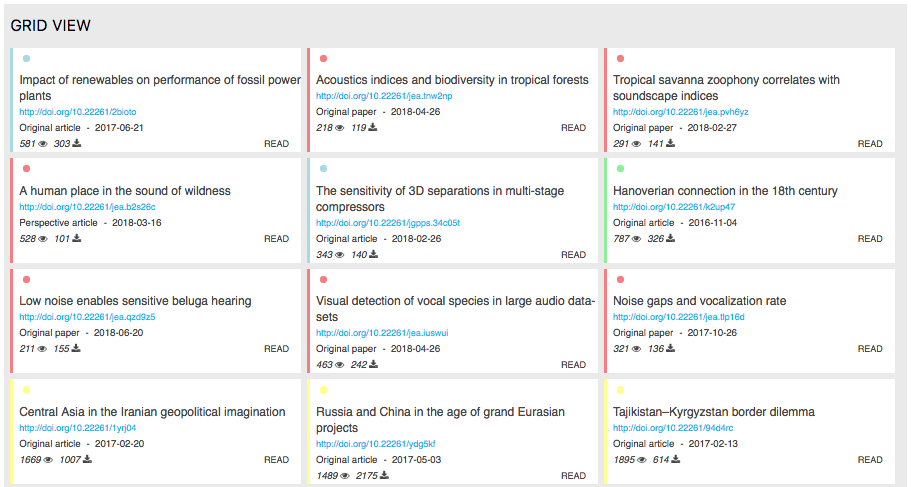 GRID VIEW
Impact of renewables on performance of fossil power
plants
http://doi.org/10.22261/2bioto
Original article - 2017-06-21
581 303
READ
Acoustics indices and biodiversity in tropical forests
http://doi.org/10.22261/jea.tnw2np
Original paper - 2018-04-26
218 119
READ
Tropical savanna zoophony correlates with
soundscape indices
http://doi.org/10.22261/jea.pvh6yz
Original paper - 2018-02-27
291 141
READ
A human place in the sound of wildness
http://doi.org/10.22261/jea.b2s26c
Perspective article - 2018-03-16
528 101
READ
The sensitivity of 3D separations in multi-stage
compressors
http://doi.org/10.22261/jgpps.34c05t
Original article - 2018-02-26
343 140
READ
Hanoverian connection in the 18th century
http://doi.org/10.22261/k2up47
Original article - 2016-11-04
787 326
READ
Low noise enables sensitive beluga hearing
http://doi.org/10.22261/jea.qzd9z5
Original paper - 2018-06-20
211 155
READ
Visual detection of vocal species in large audio data-
sets
http://doi.org/10.22261/jea.iuswui
Original paper - 2018-04-26
463 242
READ
Noise gaps and vocalization rate
http://doi.org/10.22261/jea.tlp16d
Original paper - 2017-10-26
321 136
READ
Central Asia in the Iranian geopolitical imagination
http://doi.org/10.22261/1yrj04
Original article - 2017-02-20
1669 1007
READ
Russia and China in the age of grand Eurasian
projects
http://doi.org/10.22261/ydg5kf
Original article - 2017-05-03
1489 2175
READ
Tajikistan–Kyrgyzstan border dilemma
http://doi.org/10.22261/94d4rc
Original article - 2017-02-13
1895 614
READ